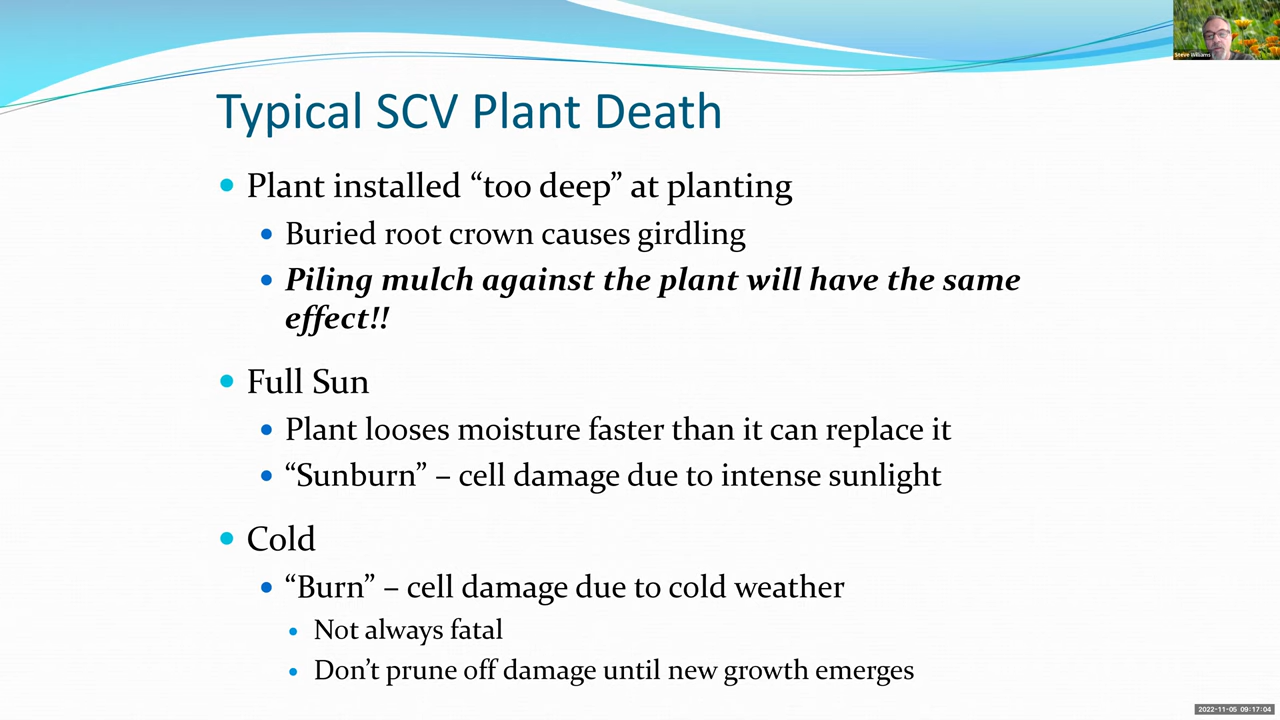 Steve Williams
Typical SCV Plant Death
Plant installed “too deep” at planting
Buried root crown causes girdling
Piling mulch against the plant will have the same
effect!!
Full Sun
Plant looses moisture faster than it can replace it
“Sunburn” – cell damage due to intense sunlight
Cold
“Burn” – cell damage due to cold weather
Not always fatal
Don’t prune off damage until new growth emerges
2022-11-05 09:17:04